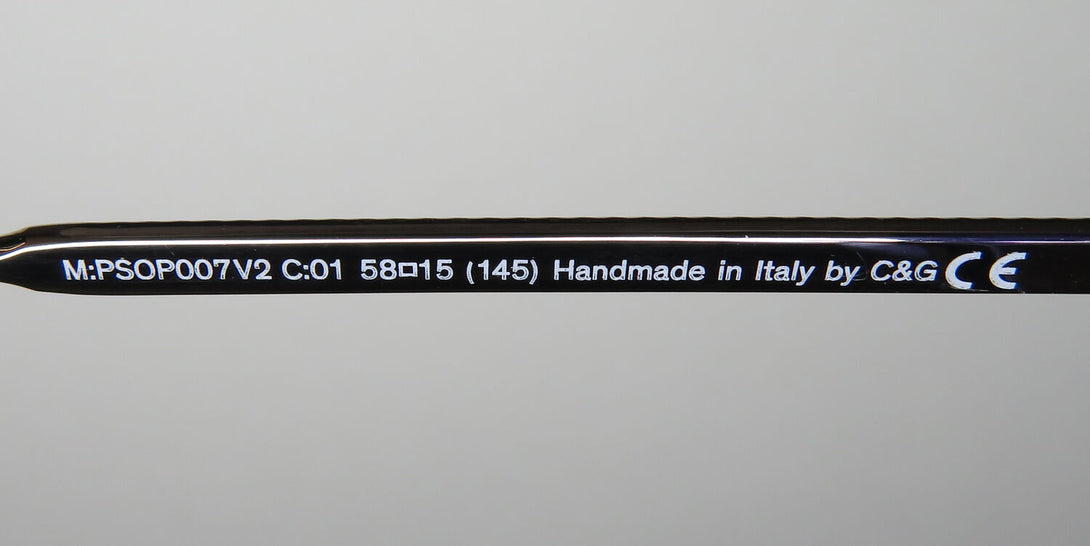 M:PSOP007V2 C:01 58□15 (145) Handmade in Italy by C&G CE